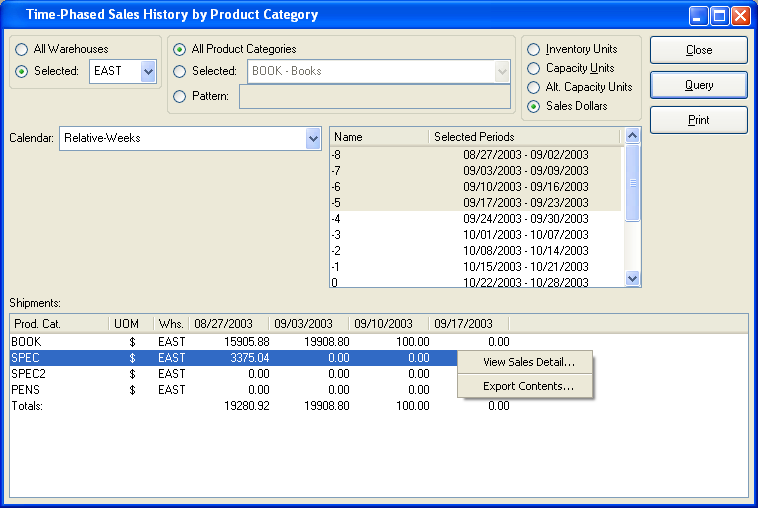 Time-Phased Sales History by Product Category
All Warehouses
Selected: EAST
All Product Categories
Selected: BOOK - Books
Pattern:
Inventory Units
Capacity Units
Alt. Capacity Units
Sales Dollars
Close
Query
Print
Calendar: Relative-Weeks
Name Selected Periods
-8 08/27/2003 - 09/02/2003
-7 09/03/2003 - 09/09/2003
-6 09/10/2003 - 09/16/2003
-5 09/17/2003 - 09/23/2003
-4 09/24/2003 - 09/30/2003
-3 10/01/2003 - 10/07/2003
-2 10/08/2003 - 10/14/2003
-1 10/15/2003 - 10/21/2003
0 10/22/2003 - 10/28/2003
Shipments:
Prod. Cat. UOM Whs. 08/27/2003 09/03/2003 09/10/2003 09/17/2003
BOOK $ EAST 15905.88 19908.80 100.00 0.00
SPEC $ EAST 3375.04 0.00 0.00
SPEC2 $ EAST 0.00 0.00 0.00
PENS $ EAST 0.00 0.00 0.00
Totals: 19280.92 19908.80 100.00 0.00
View Sales Detail...
Export Contents...